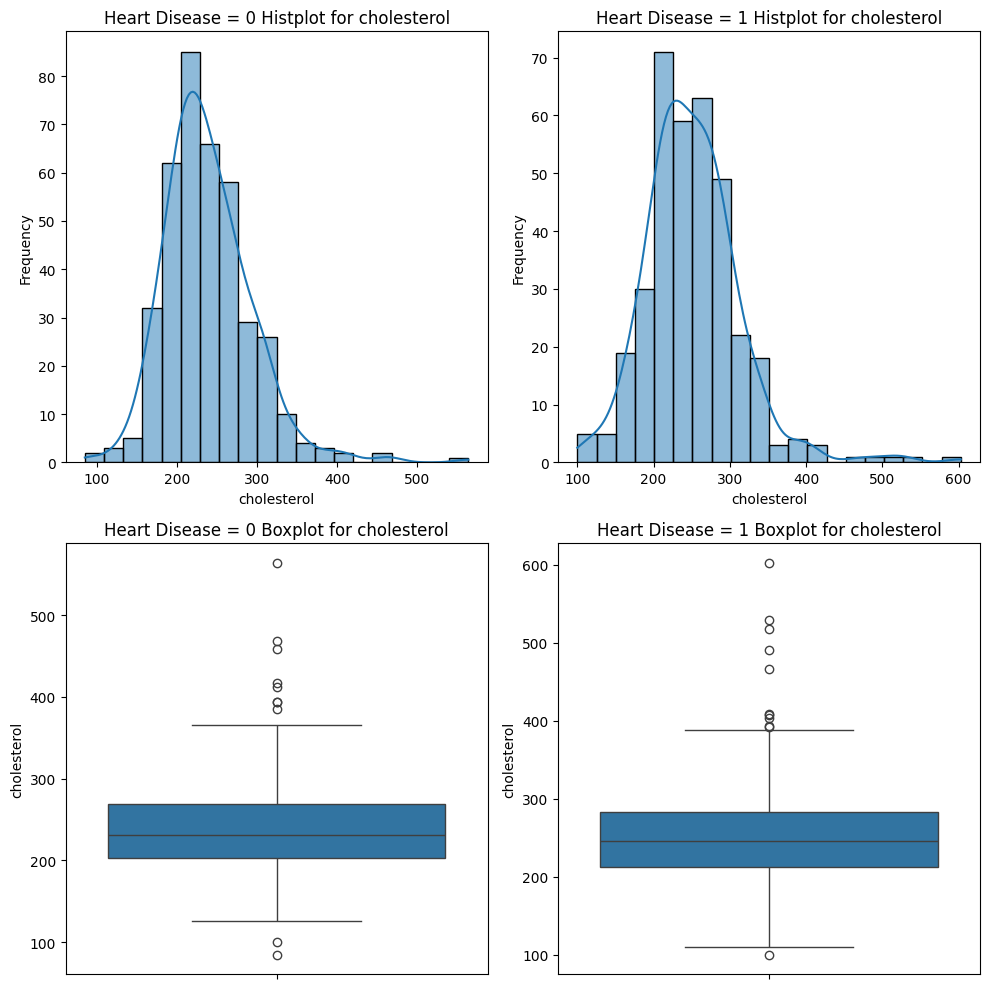 Heart Disease = 0 Histplot for cholesterol
80
70
60
50
40
30
20
10
0
Frequency
100 200 300 400 500
cholesterol
Heart Disease = 1 Histplot for cholesterol
70
60
50
40
30
20
10
0
Frequency
100 200 300 400 500 600
cholesterol
Heart Disease = 0 Boxplot for cholesterol
500
400
300
200
100
cholesterol
Heart Disease = 1 Boxplot for cholesterol
600
500
400
300
200
100
cholesterol